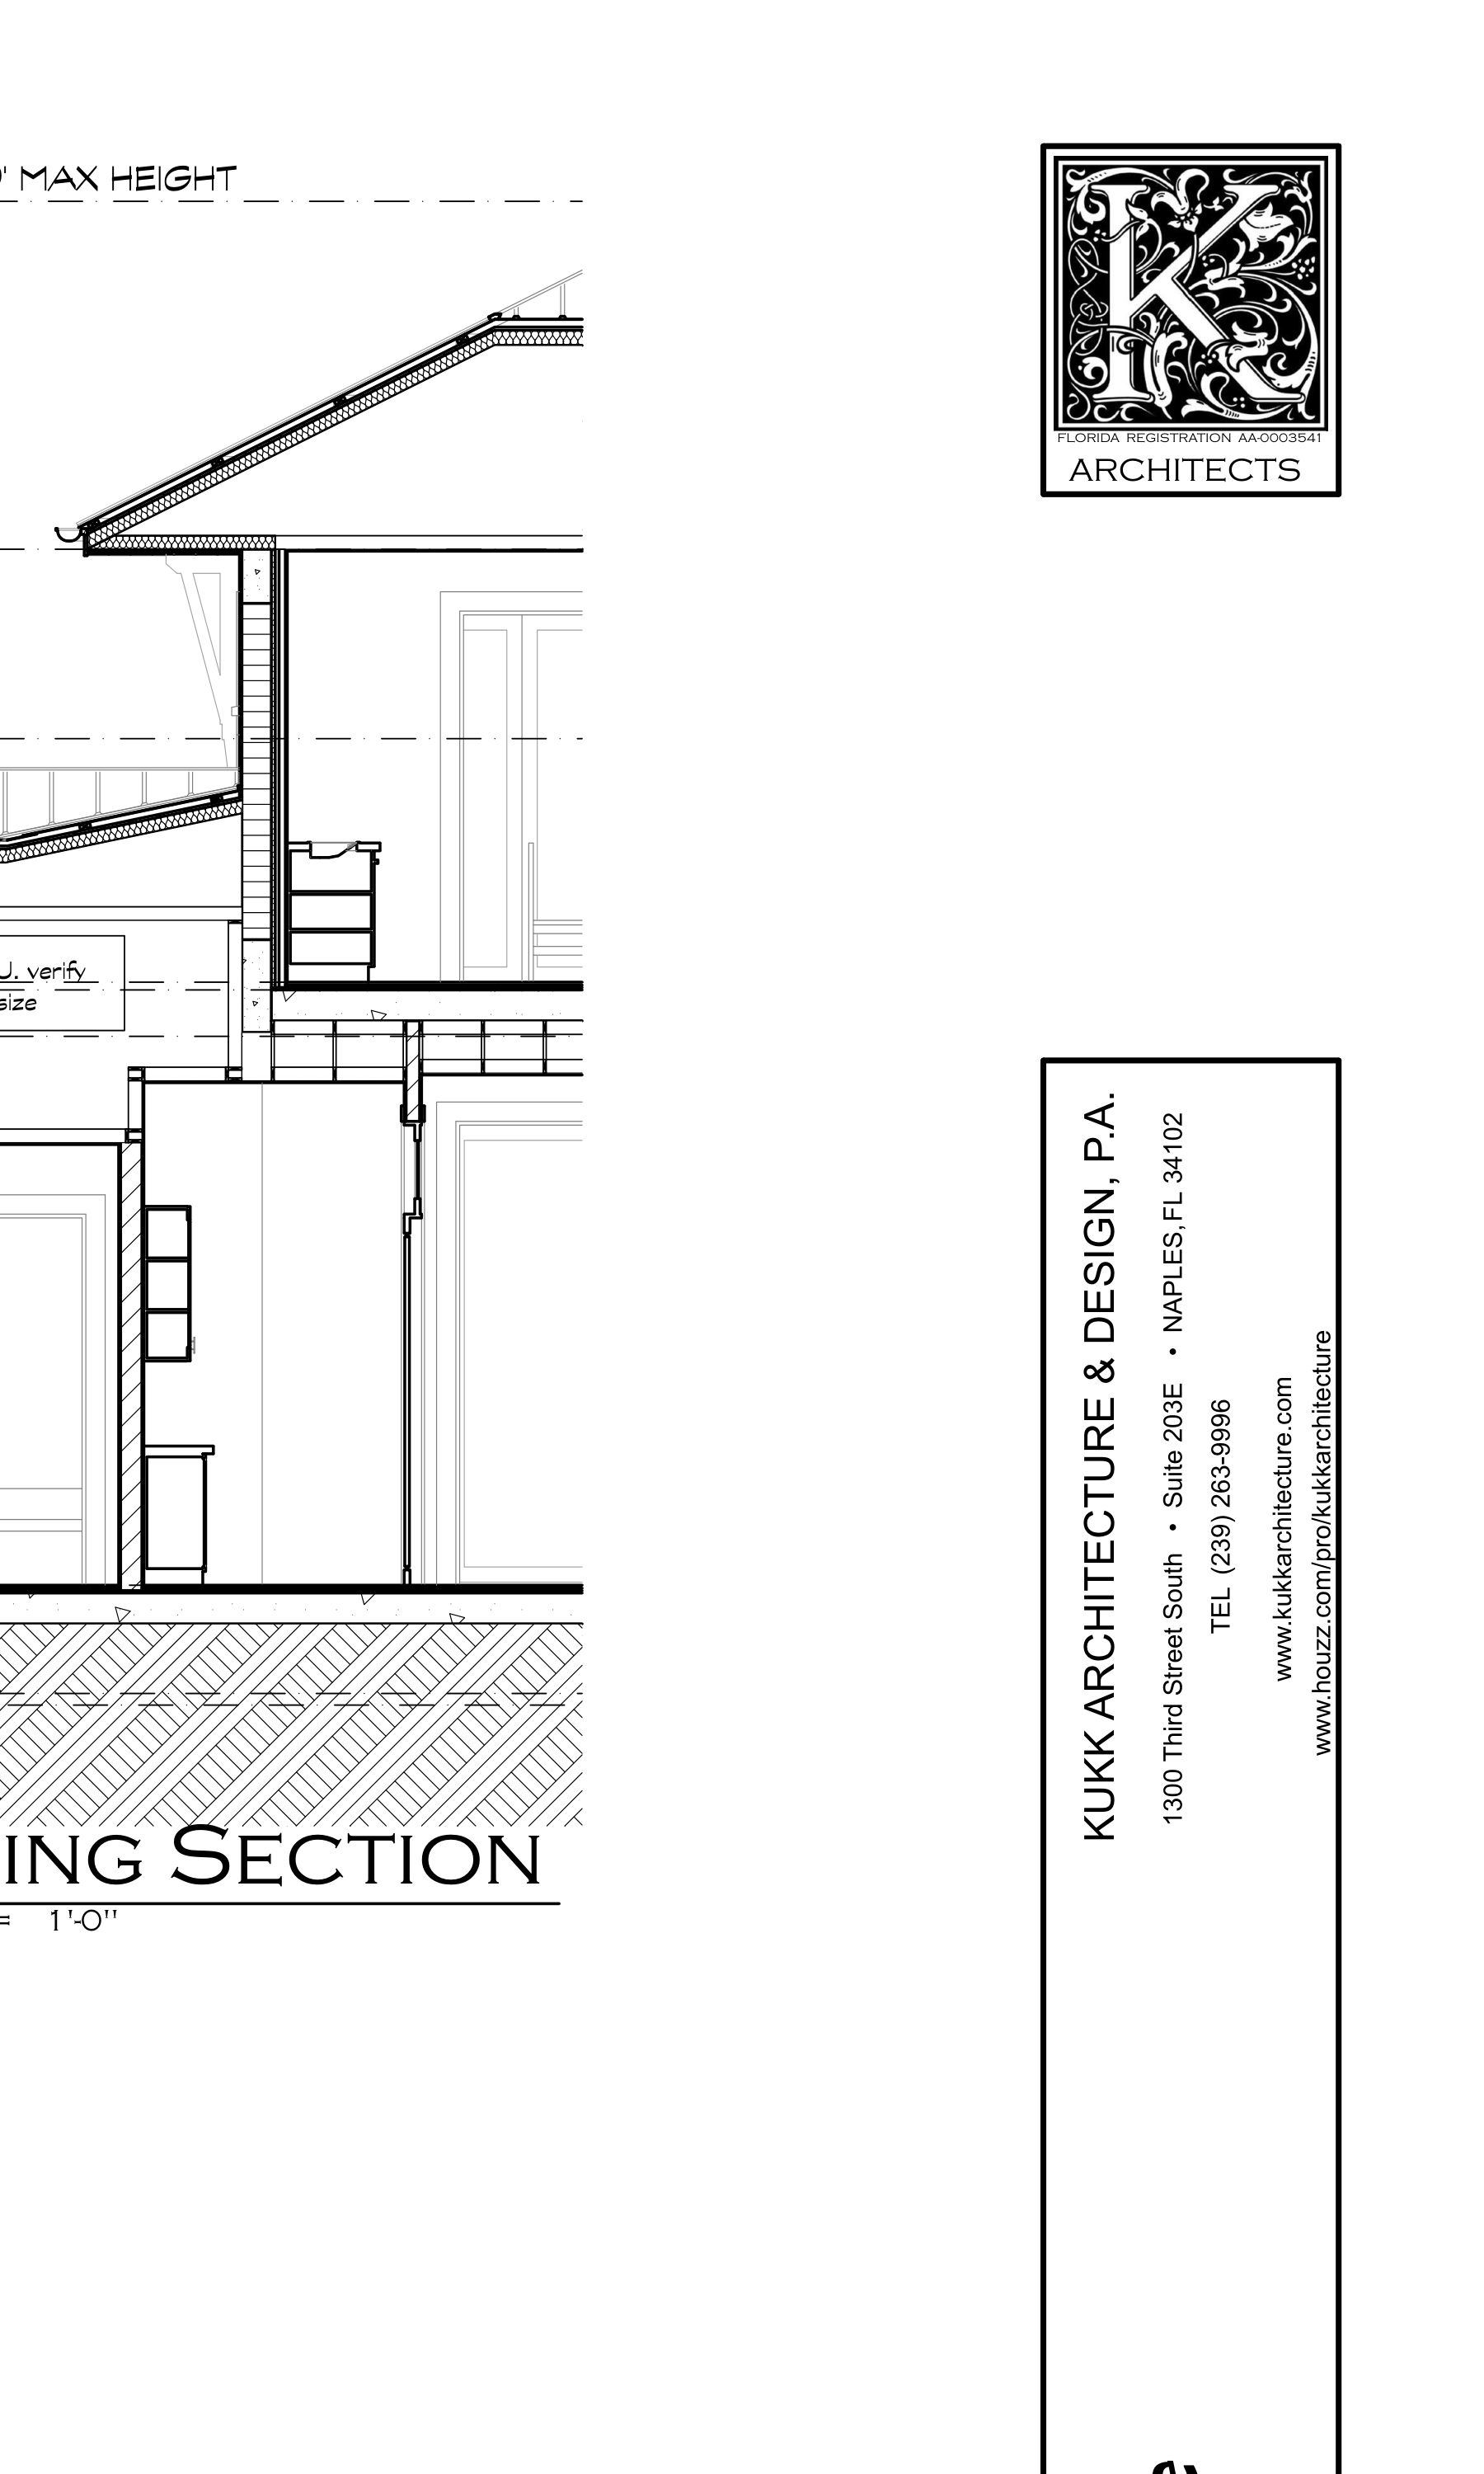 ' MAX HEIGHT
U. verify
size
ING SECTION
= 1'-0"
K
FLORIDA REGISTRATION AA-0003541
ARCHITECTS
KUKK ARCHITECTURE & DESIGN, P.A.
1300 Third Street South • Suite 203E • NAPLES, FL 34102
TEL (239) 263-9996
www.kukkarchitecture.com
www.houzz.com/pro/kukkarchitecture